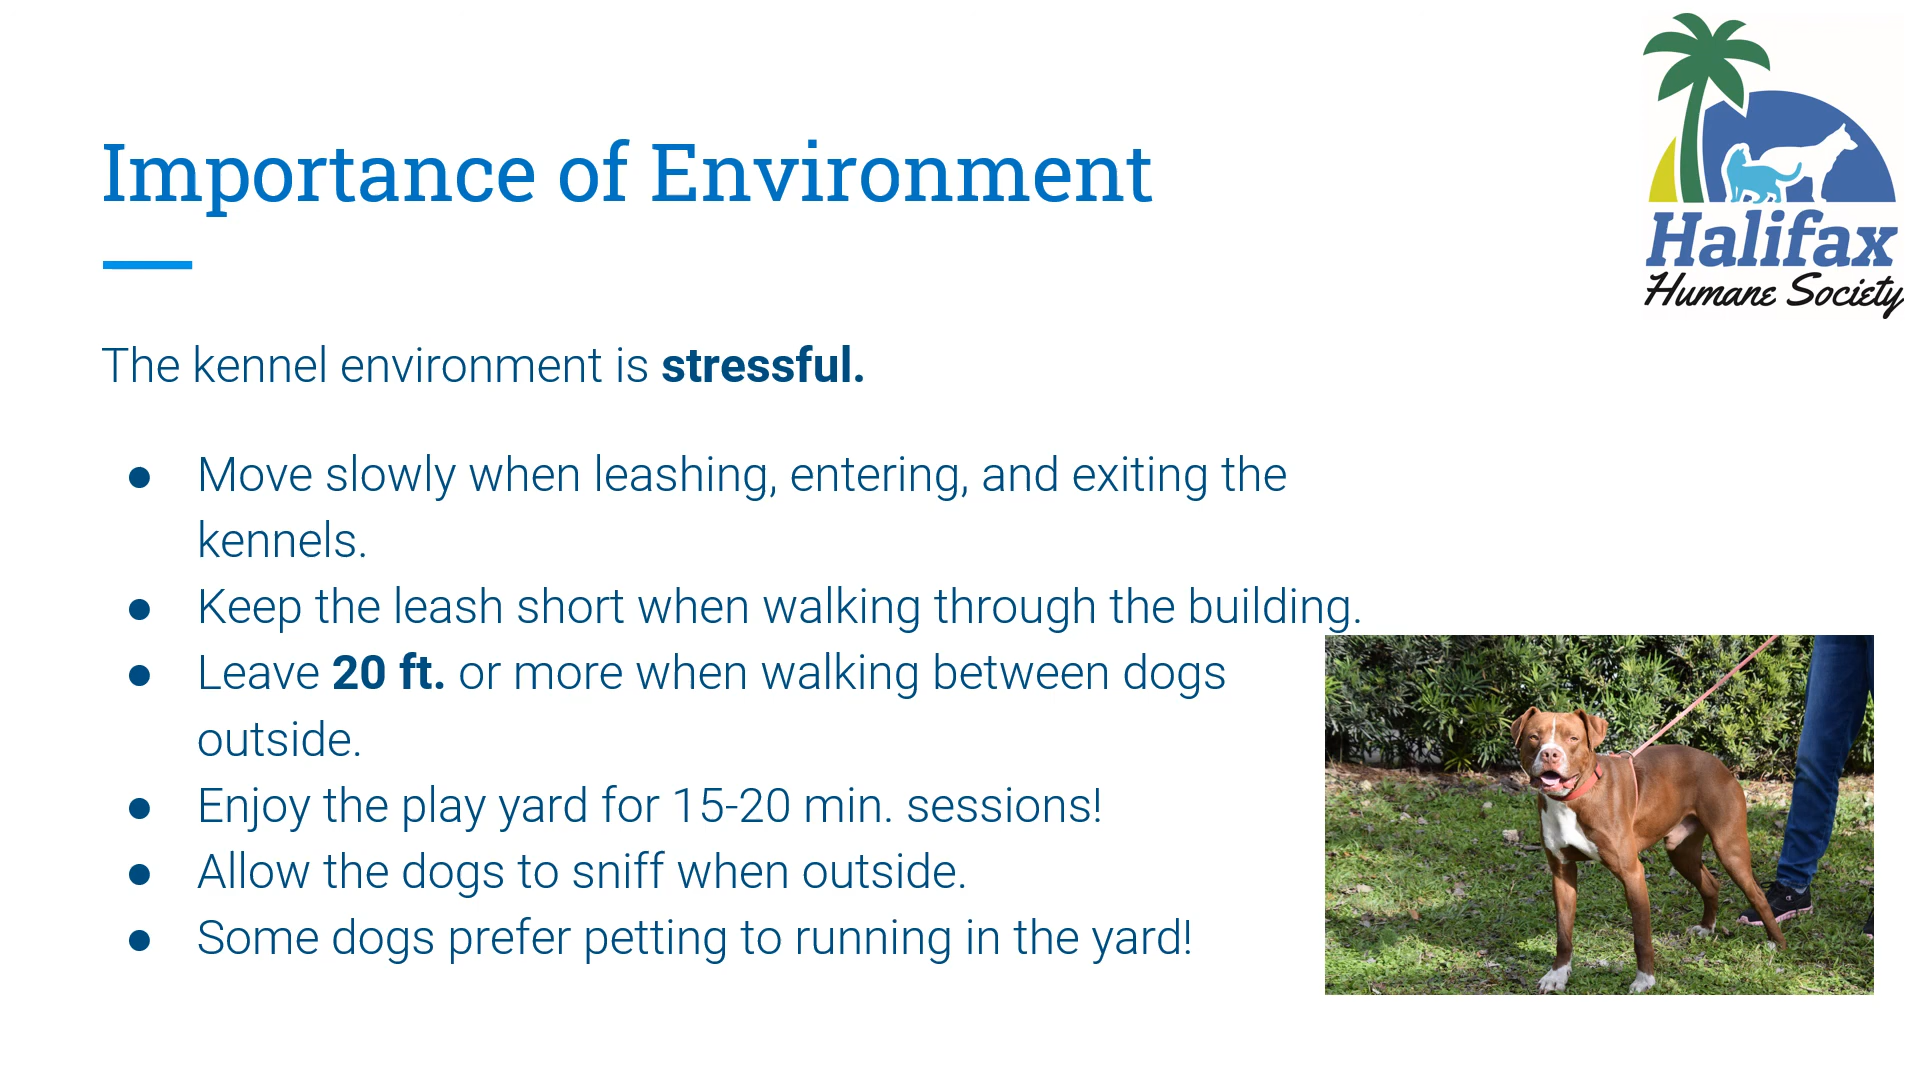 Halifax
Humane Society
Importance of Environment
The kennel environment is stressful.
● Move slowly when leashing, entering, and exiting the
kennels.
● Keep the leash short when walking through the building.
● Leave 20 ft. or more when walking between dogs
outside.
● Enjoy the play yard for 15-20 min. sessions!
● Allow the dogs to sniff when outside.
● Some dogs prefer petting to running in the yard!